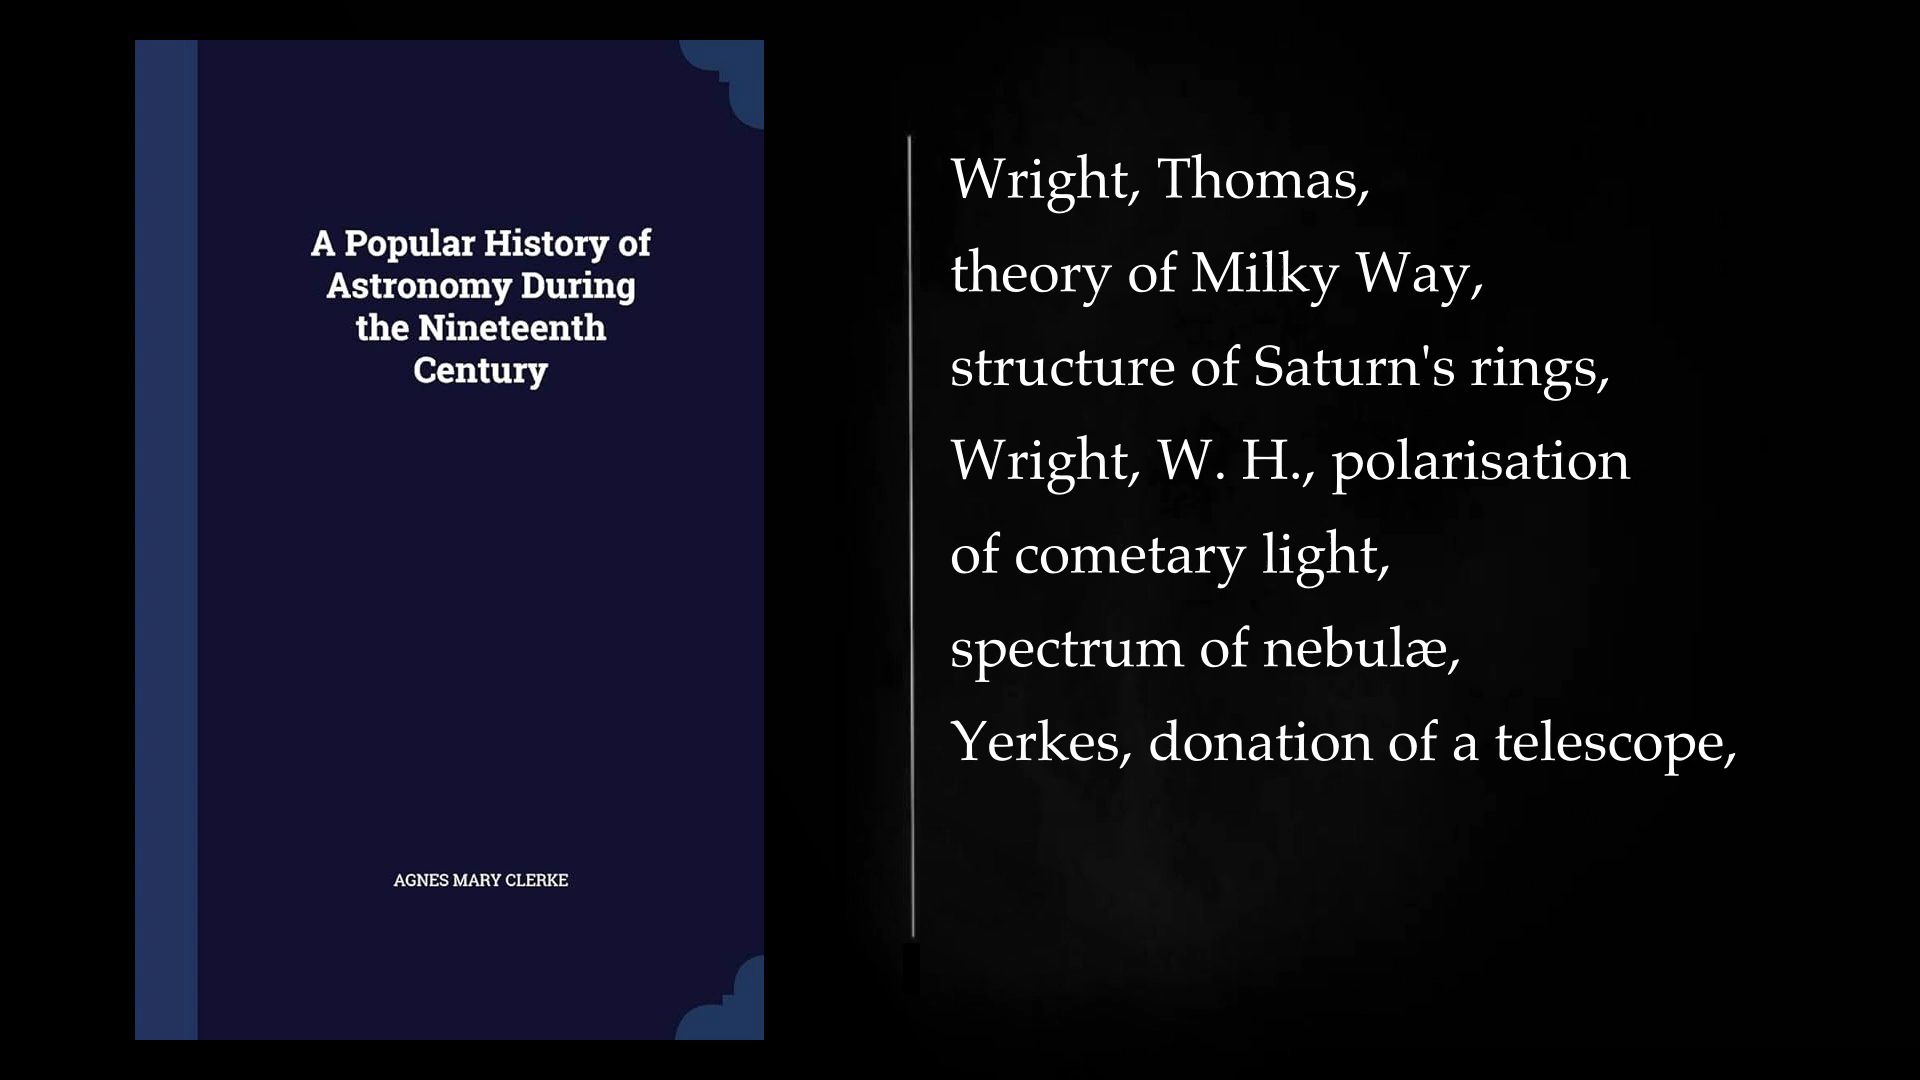 A Popular History of
Astronomy During
the Nineteenth
Century
AGNES MARY CLERKE
Wright, Thomas,
theory of Milky Way,
structure of Saturn's rings,
Wright, W. H., polarisation
of cometary light,
spectrum of nebulæ,
Yerkes, donation of a telescope,